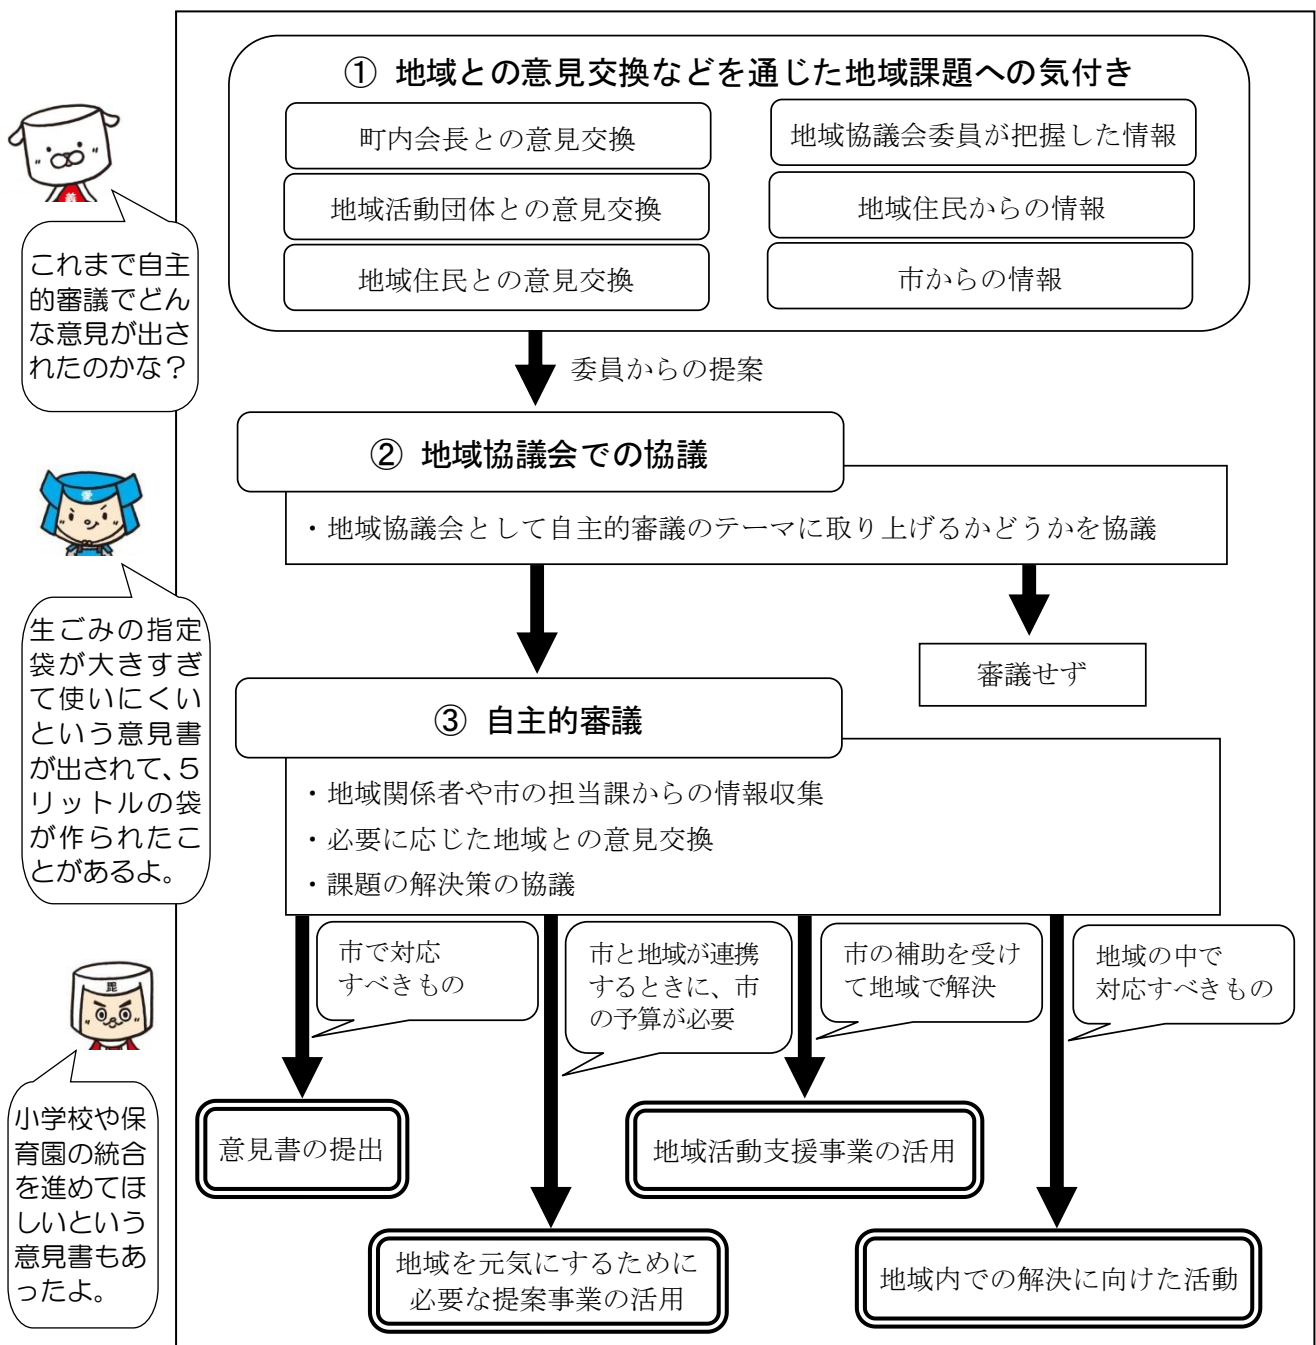 ① 地域との意見交換などを通じた地域課題への気付き
町内会長との意見交換
地域協議会委員が把握した情報
地域活動団体との意見交換
地域住民からの情報
地域住民との意見交換
市からの情報
義
これまで自主
的審議でどん
な意見が出さ
れたのかな？
委員からの提案
② 地域協議会での協議
・地域協議会として自主的審議のテーマに取り上げるかどうかを協議
愛
生ごみの指定
袋が大きすぎ
て使いにくい
という意見書
が出されて、５
リットルの袋
が作られたこ
とがあるよ。
審議せず
③ 自主的審議
・地域関係者や市の担当課からの情報収集
・必要に応じた地域との意見交換
・課題の解決策の協議
市で対応
すべきもの
市と地域が連携
するときに、市
の予算が必要
市の補助を受け
て地域で解決
地域の中で
対応すべきもの
毘
小学校や保
育園の統合
を進めてほ
しいという
意見書もあ
ったよ。
意見書の提出
地域活動支援事業の活用
地域を元気にするために
必要な提案事業の活用
地域内での解決に向けた活動